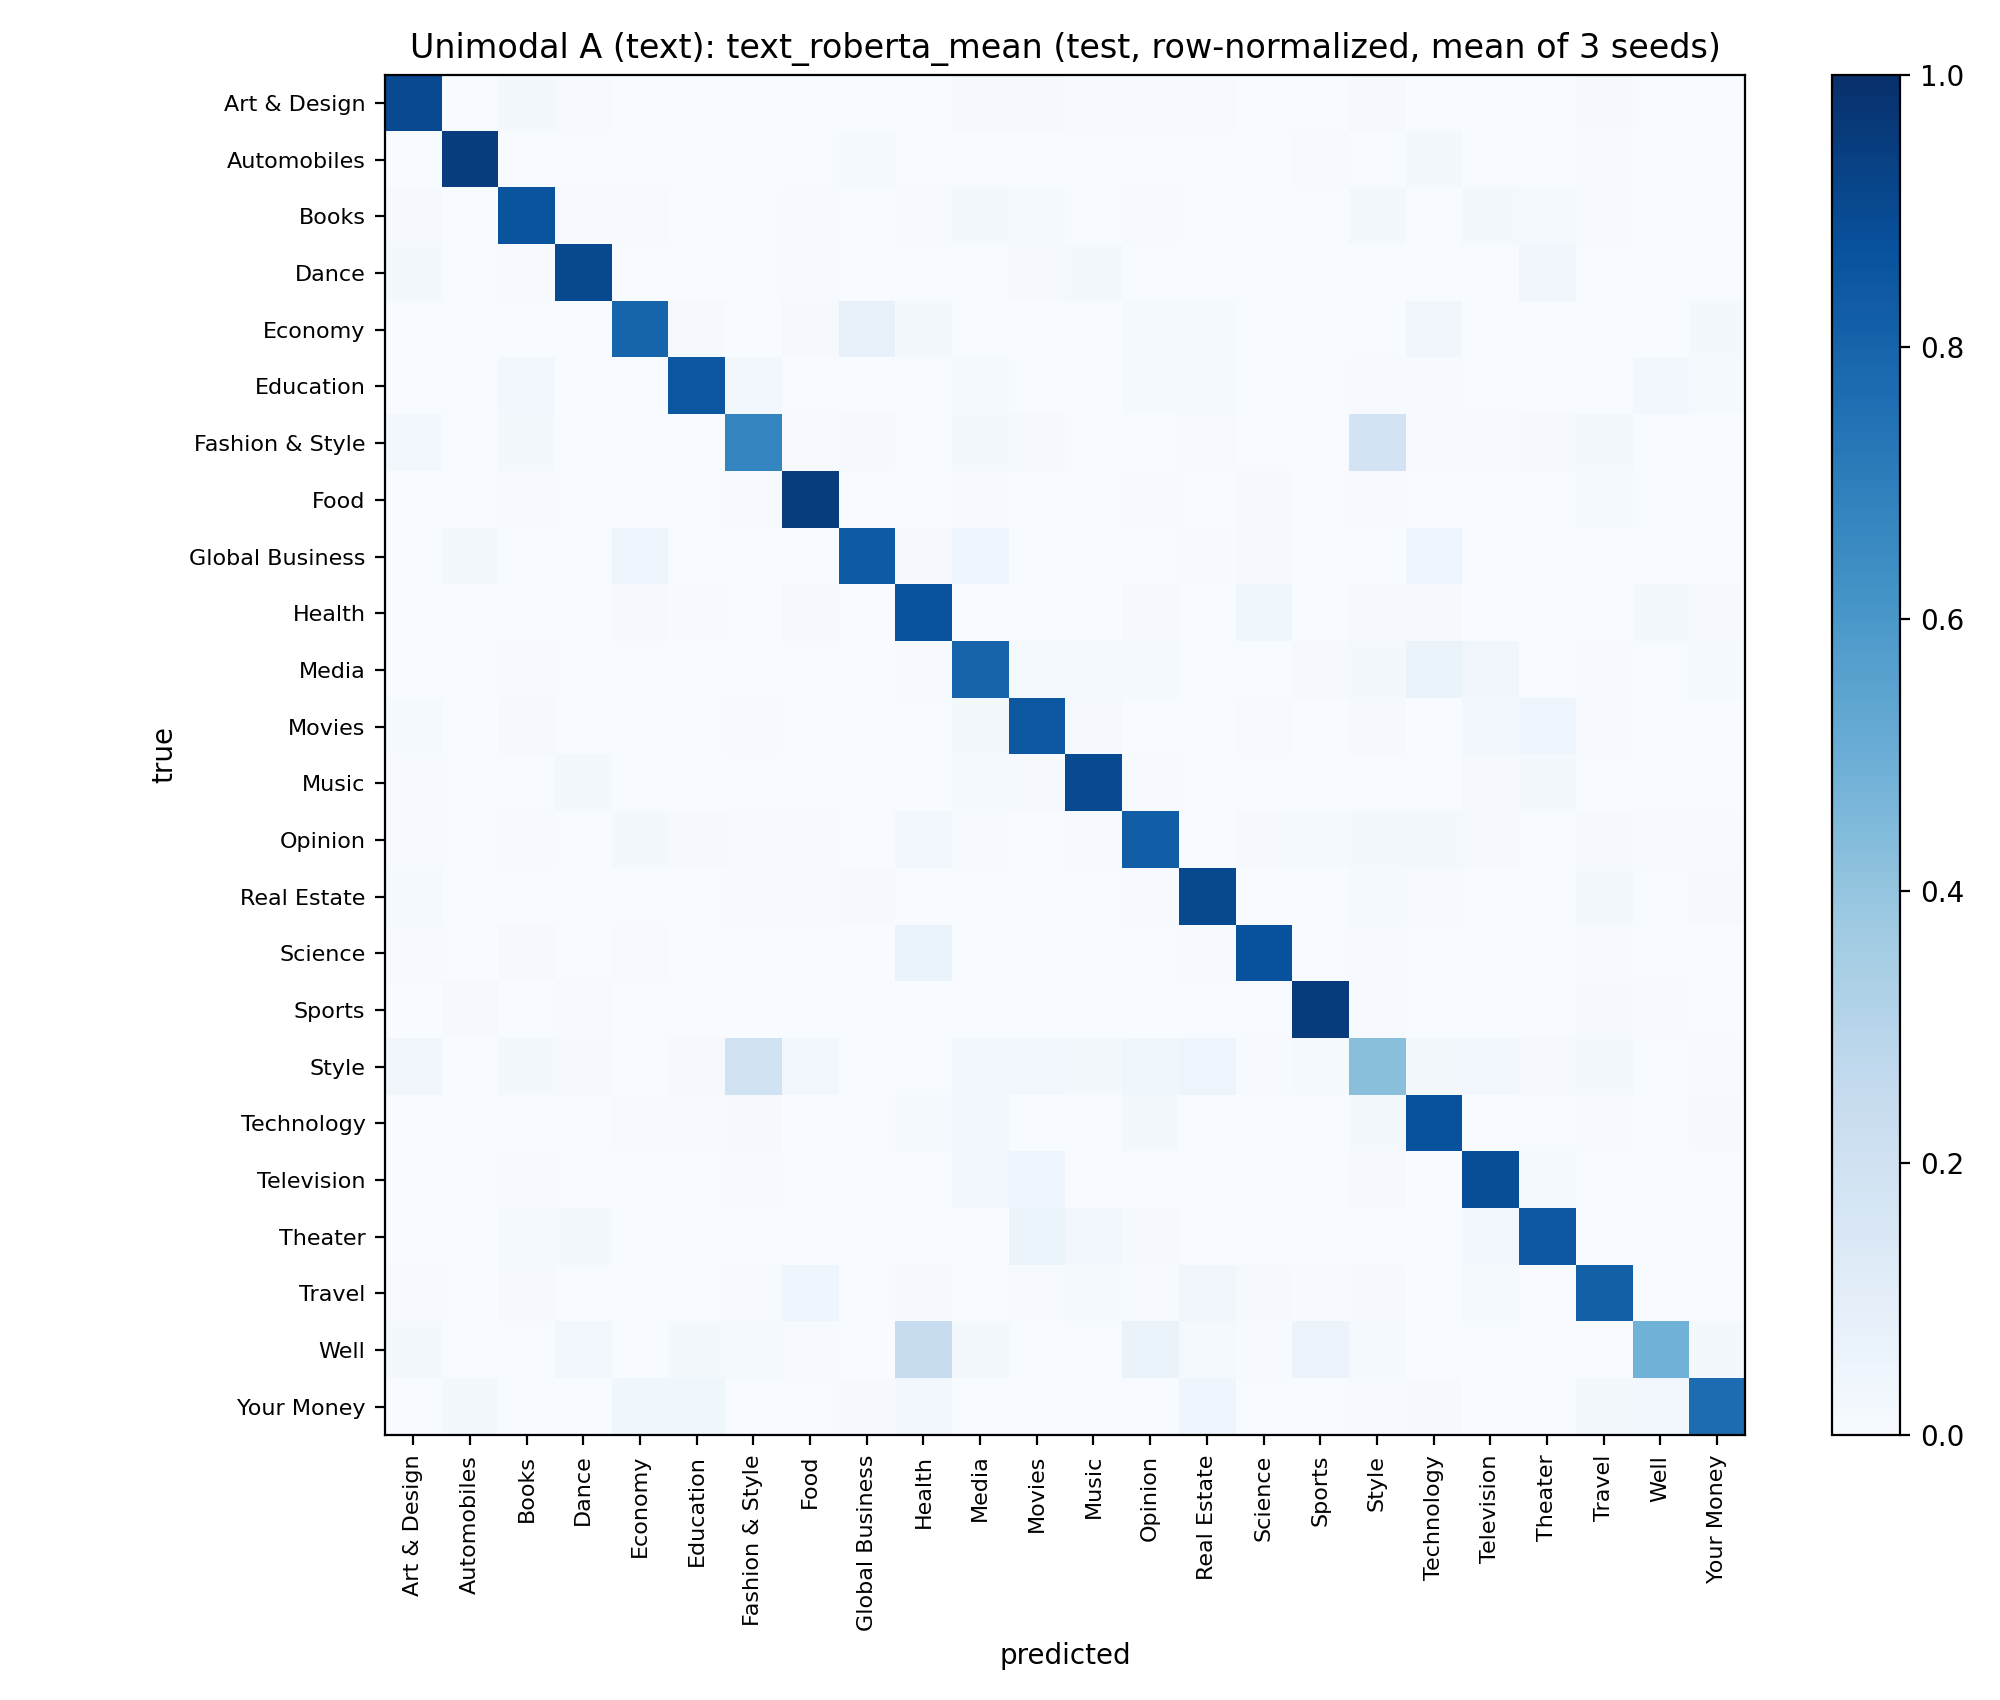 Unimodal A (text): text_roberta_mean (test, row-normalized, mean of 3 seeds)
true
Art & Design
Automobiles
Books
Dance
Economy
Education
Fashion & Style
Food
Global Business
Health
Media
Movies
Music
Opinion
Real Estate
Science
Sports
Style
Technology
Television
Theater
Travel
Well
Your Money
Art & Design
Automobiles
Books
Dance
Economy
Education
Fashion & Style
Food
Global Business
Health
Media
Movies
Music
Opinion
Real Estate
Science
Sports
Style
Technology
Television
Theater
Travel
Well
Your Money
predicted
1.0
0.8
0.6
0.4
0.2
0.0